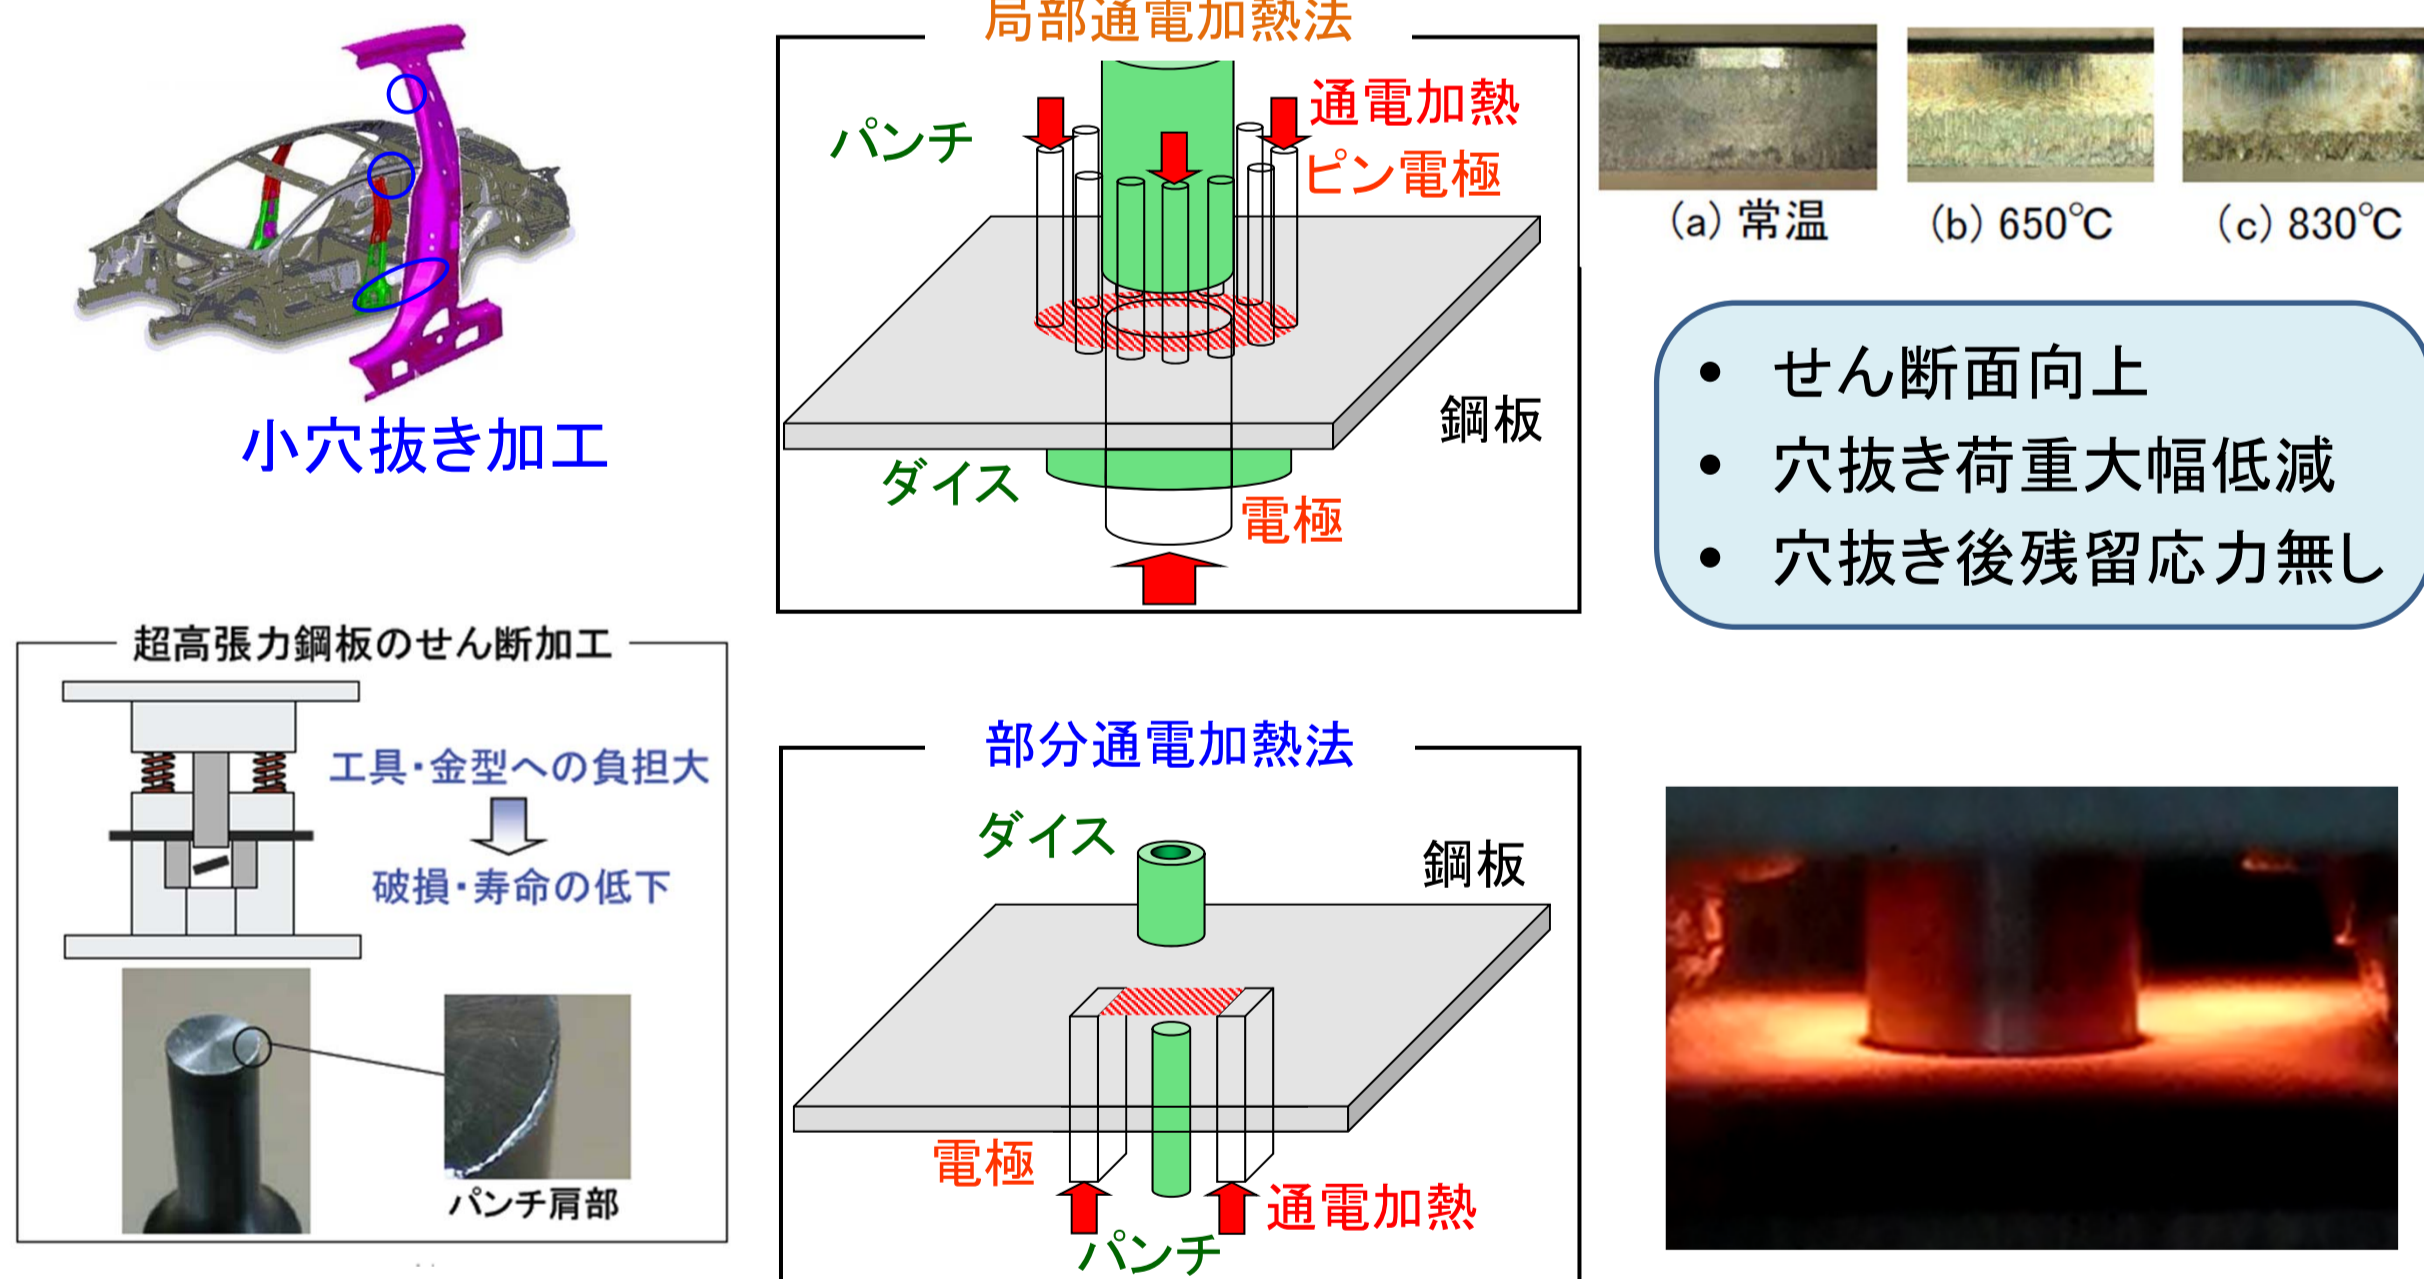 小穴抜き加工
超高張力鋼板のせん断加工
工具・金型への負担大
破損・寿命の低下
パンチ肩部
局部通電加熱法
パンチ
通電加熱
ピン電極
鋼板
ダイス
電極
部分通電加熱法
ダイス
鋼板
電極
通電加熱
パンチ
(a) 常温
(b) 650℃
(c) 830℃
• せん断面向上
• 穴抜き荷重大幅低減
• 穴抜き後残留応力無し